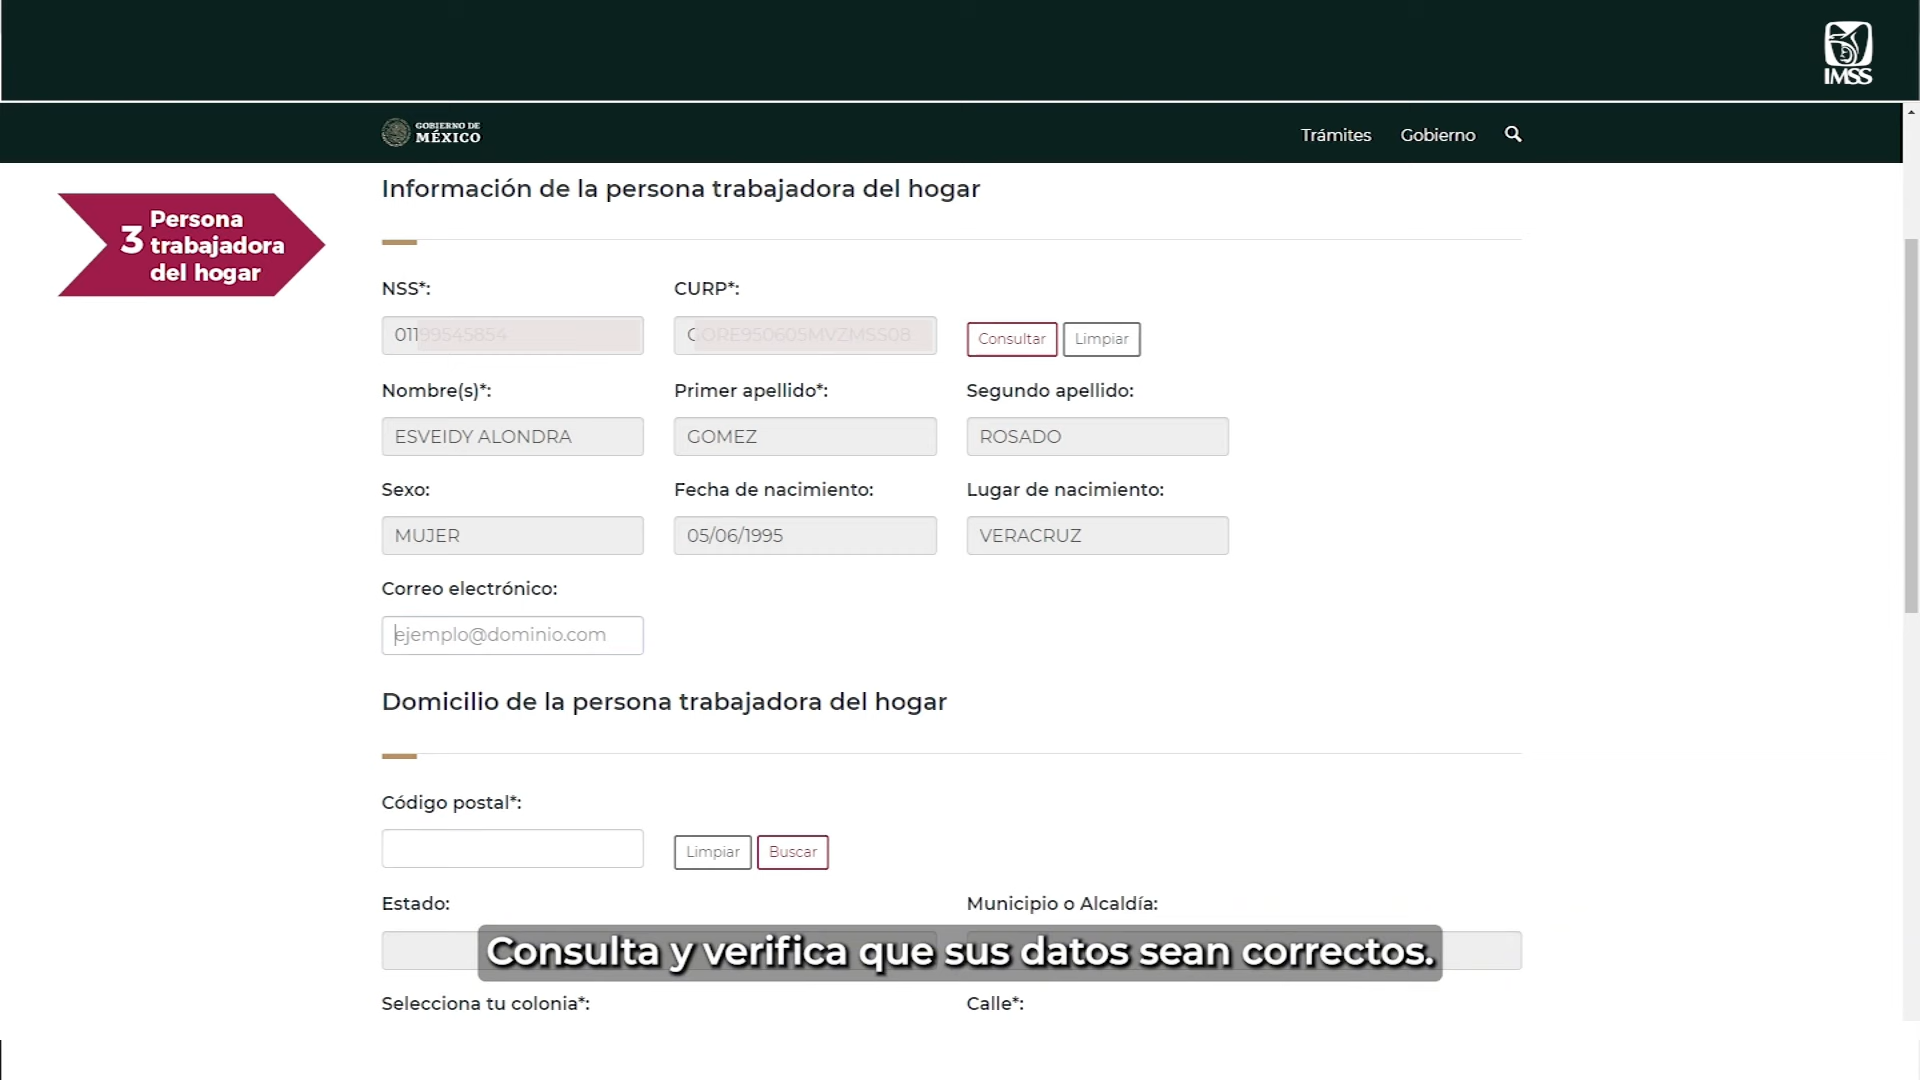 IMSS
GOBIERNO DE
MÉXICO
Trámites Gobierno
3 Persona
trabajadora
del hogar
Información de la persona trabajadora del hogar
NSS*: CURP*:
011
Consultar Limpiar
Nombre(s)*: Primer apellido*: Segundo apellido:
ESVEIDY ALONDRA GOMEZ ROSADO
Sexo: Fecha de nacimiento: Lugar de nacimiento:
MUJER 05/06/1995 VERACRUZ
Correo electrónico:
ejemplo@dominio.com
Domicilio de la persona trabajadora del hogar
Código postal*:
Limpiar Buscar
Estado: Municipio o Alcaldía:
Consulta y verifica que sus datos sean correctos.
Selecciona tu colonia*: Calle*: